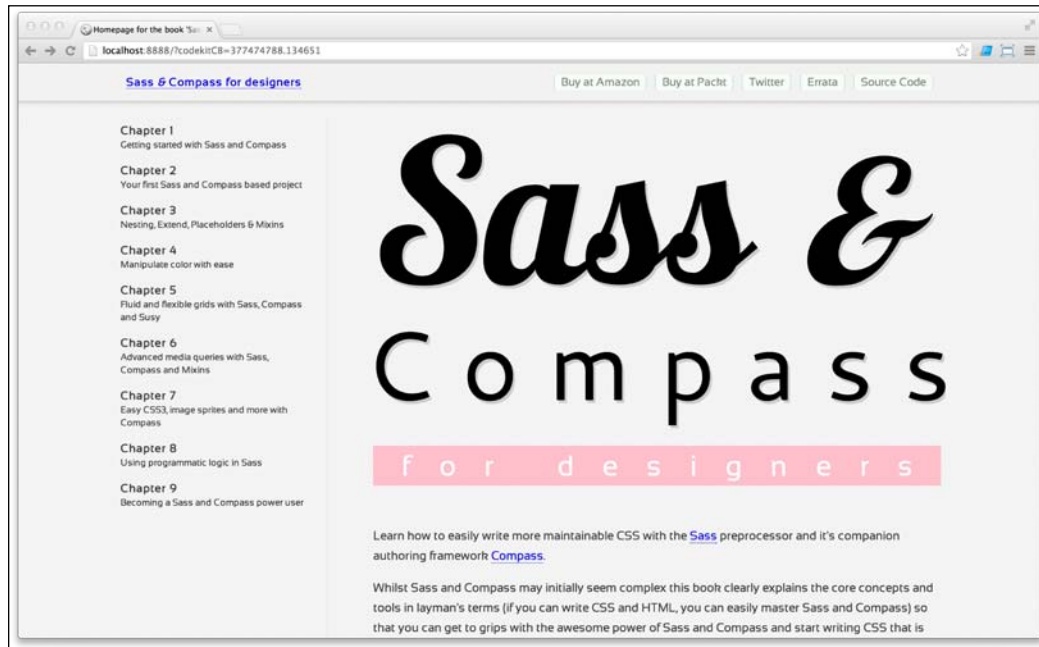 Homepage for the book 'Sas
localhost:8888/?codekitCB=377474788.134651
Sass & Compass for designers
Buy at Amazon
Buy at Packt
Twitter
Errata
Source Code
Chapter 1
Getting started with Sass and Compass
Chapter 2
Your first Sass and Compass based project
Chapter 3
Nesting, Extend, Placeholders & Mixins
Chapter 4
Manipulate color with ease
Chapter 5
Fluid and flexible grids with Sass, Compass
and Susy
Chapter 6
Advanced media queries with Sass,
Compass and Mixins
Chapter 7
Easy CSS3, image sprites and more with
Compass
Chapter 8
Using programmatic logic in Sass
Chapter 9
Becoming a Sass and Compass power user
Sass &
Compass
for designers
Learn how to easily write more maintainable CSS with the Sass preprocessor and it's companion
authoring framework Compass.
Whilst Sass and Compass may initially seem complex this book clearly explains the core concepts and
tools in layman's terms (if you can write CSS and HTML, you can easily master Sass and Compass) so
that you can get to grips with the awesome power of Sass and Compass and start writing CSS that is